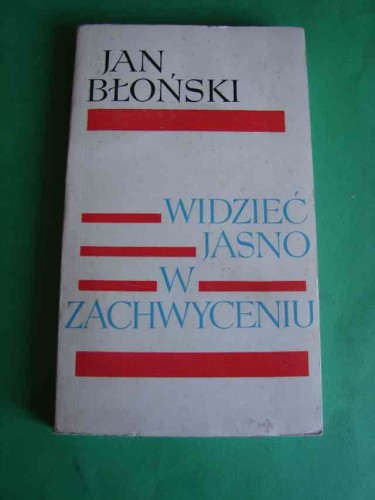 JAN
BŁOŃSKI
WIDZIEĆ
JASNO
W
ZACHWYCENIU